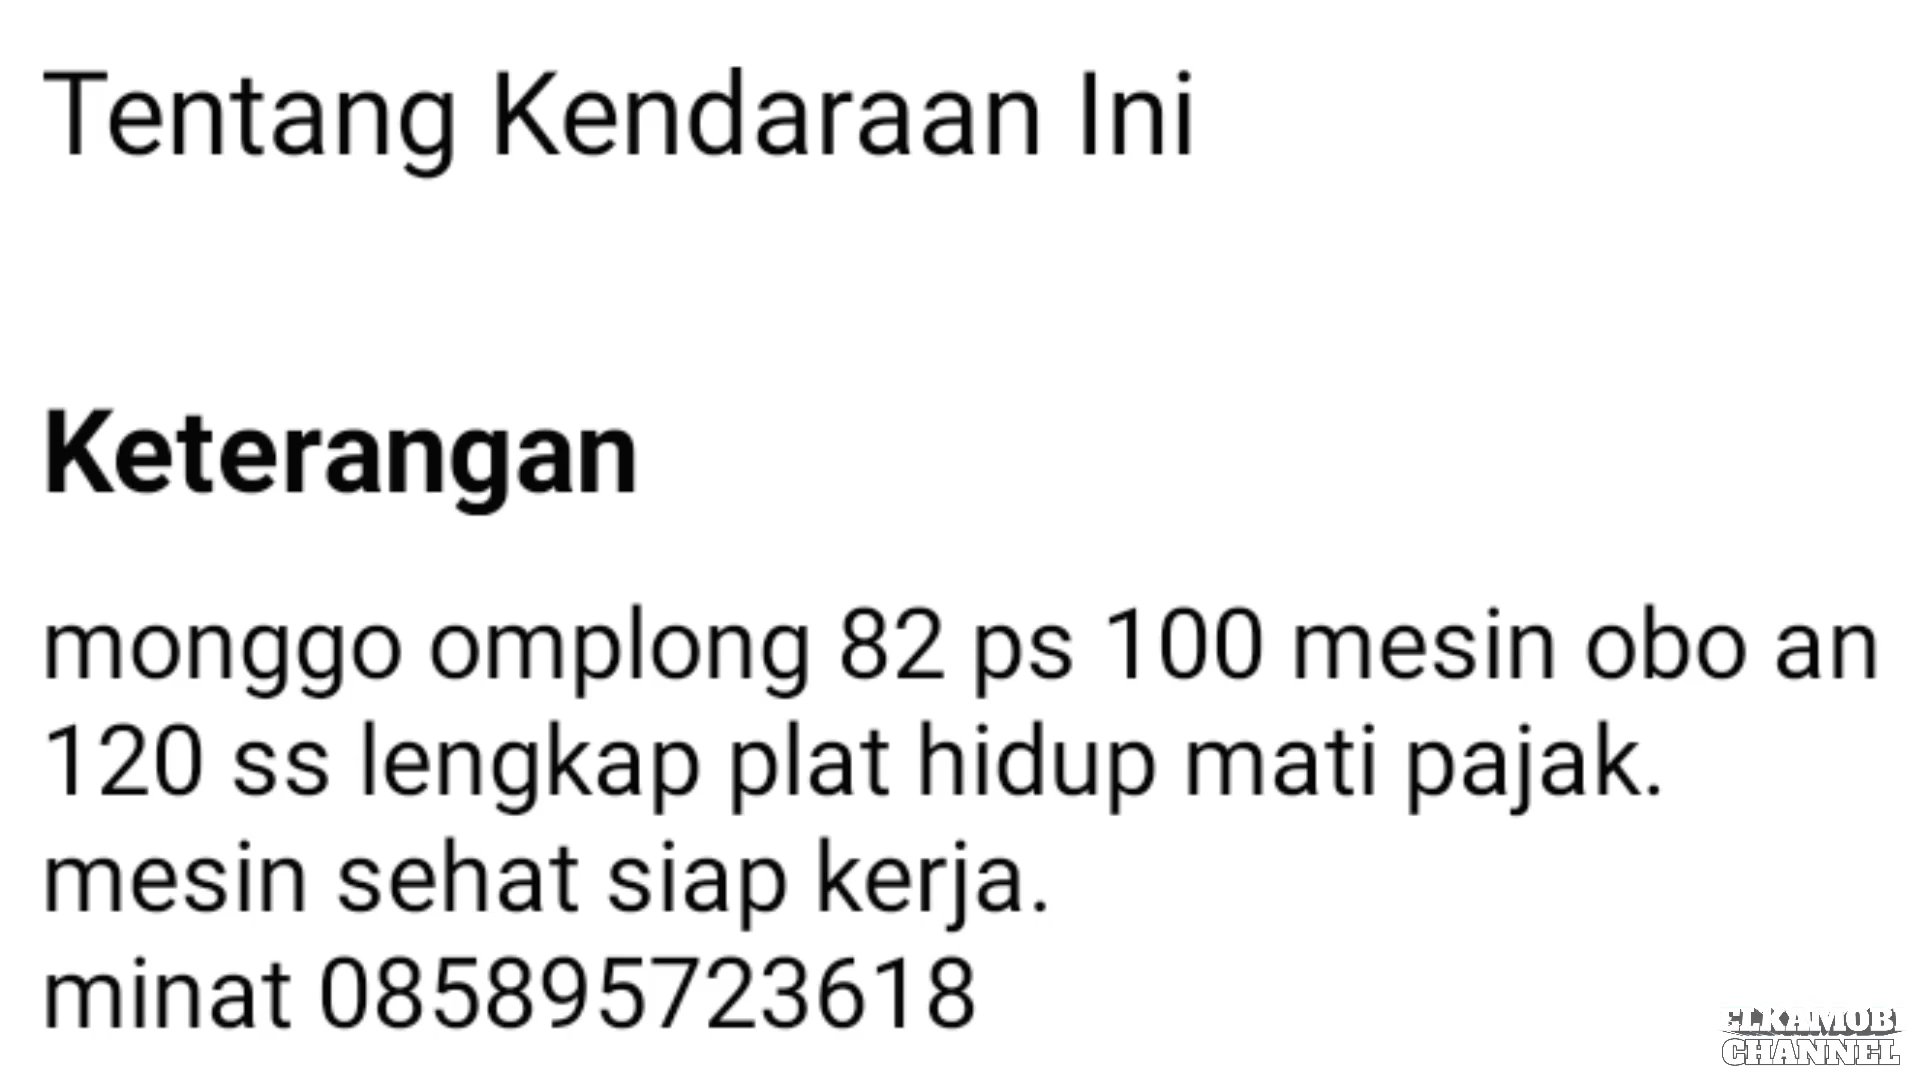 Tentang Kendaraan Ini
Keterangan
monggo omplong 82 ps 100 mesin obo an
120 ss lengkap plat hidup mati pajak.
mesin sehat siap kerja.
minat 085895723618
ELKAMOBI
CHANNEL